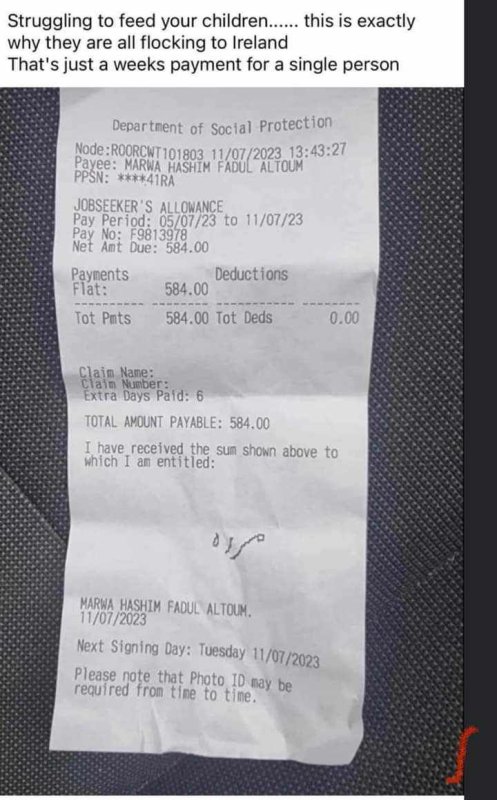 Struggling to feed your children...... this is exactly
why they are all flocking to Ireland
That's just a weeks payment for a single person
Department of Social Protection
Node:ROORCWT101803 11/07/2023 13:43:27
Payee: MARWA HASHIM FADUL ALTOUM
PPSN: ****41RA
JOBSEEKER'S ALLOWANCE
Pay Period: 05/07/23 to 11/07/23
Pay No: F9813978
Net Amt Due: 584.00
Payments Deductions
Flat: 584.00
Tot Pmts 584.00 Tot Deds 0.00
Claim Name:
Claim Number:
Extra Days Paid: 6
TOTAL AMOUNT PAYABLE: 584.00
I have received the sum shown above to
which I am entitled:
MARWA HASHIM FADUL ALTOUM.
11/07/2023
Next Signing Day: Tuesday 11/07/2023
Please note that Photo ID may be
required from time to time.